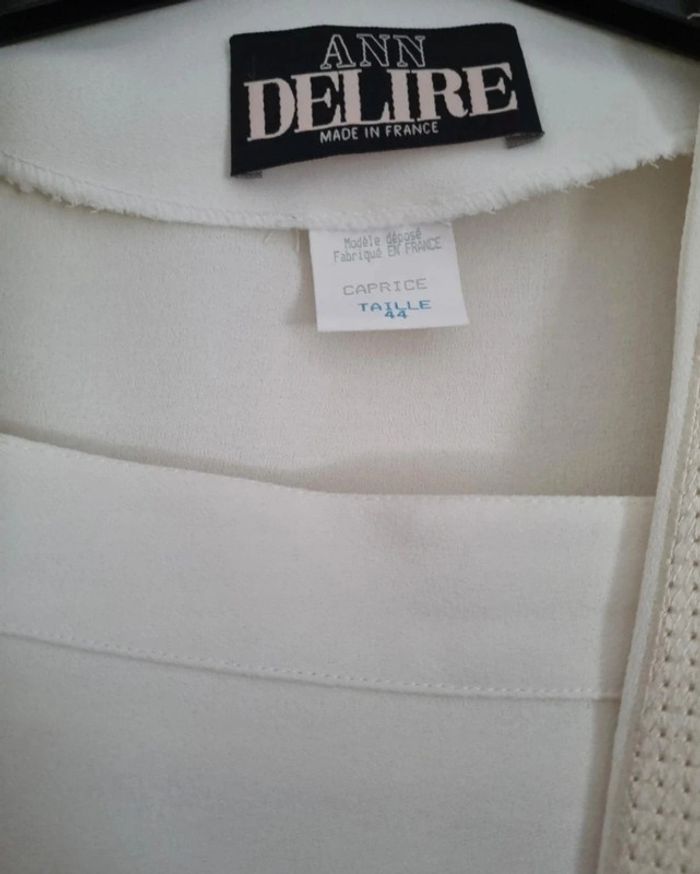 ANN
DELIRE
MADE IN FRANCE
Modèle déposé
Fabriqué EN FRANCE
CAPRICE
TAILLE
44